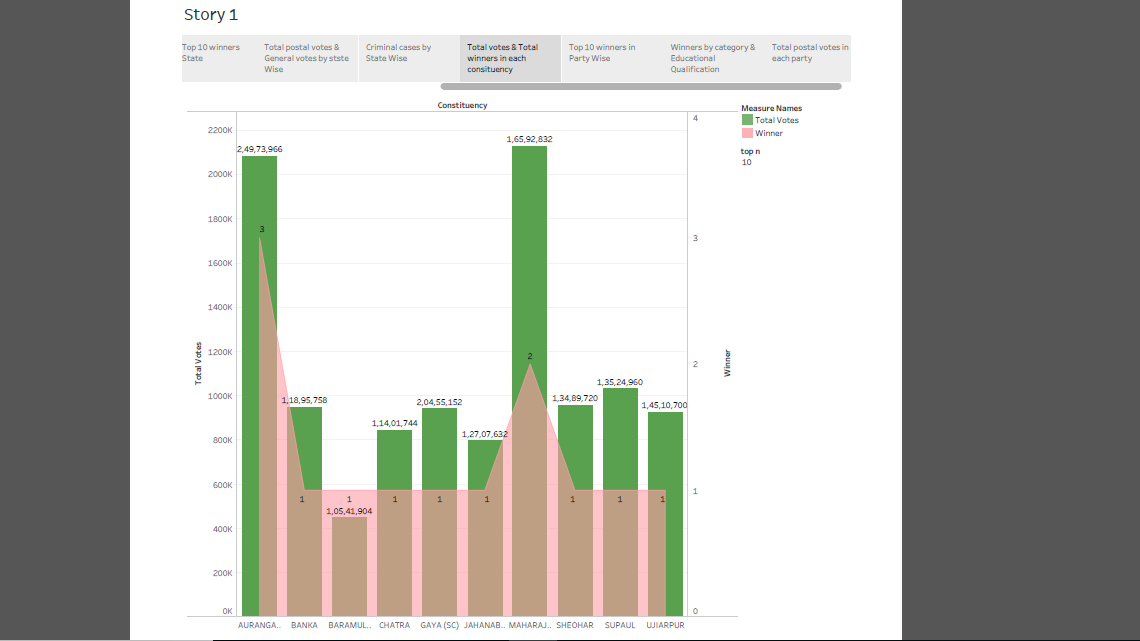 Story 1
Top 10 winners
State
Total postal votes &
General votes by stste
Wise
Criminal cases by
State Wise
Total votes & Total
winners in each
consituency
Top 10 winners in
Party Wise
Winners by category &
Educational
Qualification
Total postal votes in
each party
Constituency
Measure Names
Total Votes
Winner
top n
10
2200K
2000K
1800K
1600K
1400K
1200K
1000K
800K
600K
400K
200K
0K
Total Votes
2,49,73,966
1,18,95,758
1,05,41,904
1,14,01,744
2,04,55,152
1,27,07,632
1,65,92,832
1,34,89,720
1,35,24,960
1,45,10,700
3
1
1
1
1
1
2
1
1
1
4
3
2
1
0
Winner
AURANGA..
BANKA
BARAMUL..
CHATRA
GAYA (SC)
JAHANAB..
MAHARAJ..
SHEOHAR
SUPAUL
UJIARPUR